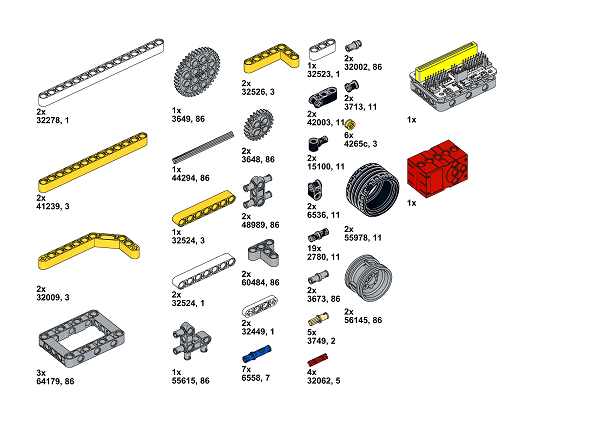 2x
32278, 1
2x
41239, 3
2x
32009, 3
3x
64179, 86
1x
3649, 86
1x
44294, 86
1x
32524, 3
2x
32524, 1
1x
55615, 86
2x
32526, 3
2x
3648, 86
2x
48989, 86
2x
60484, 86
2x
32449, 1
7x
6558, 7
1x
32523, 1
2x
42003, 11
2x
15100, 11
2x
6536, 11
19x
2780, 11
2x
3673, 86
5x
3749, 2
4x
32062, 5
2x
32002, 86
2x
3713, 11
6x
4265c, 3
2x
55978, 11
2x
56145, 86
1x
1x